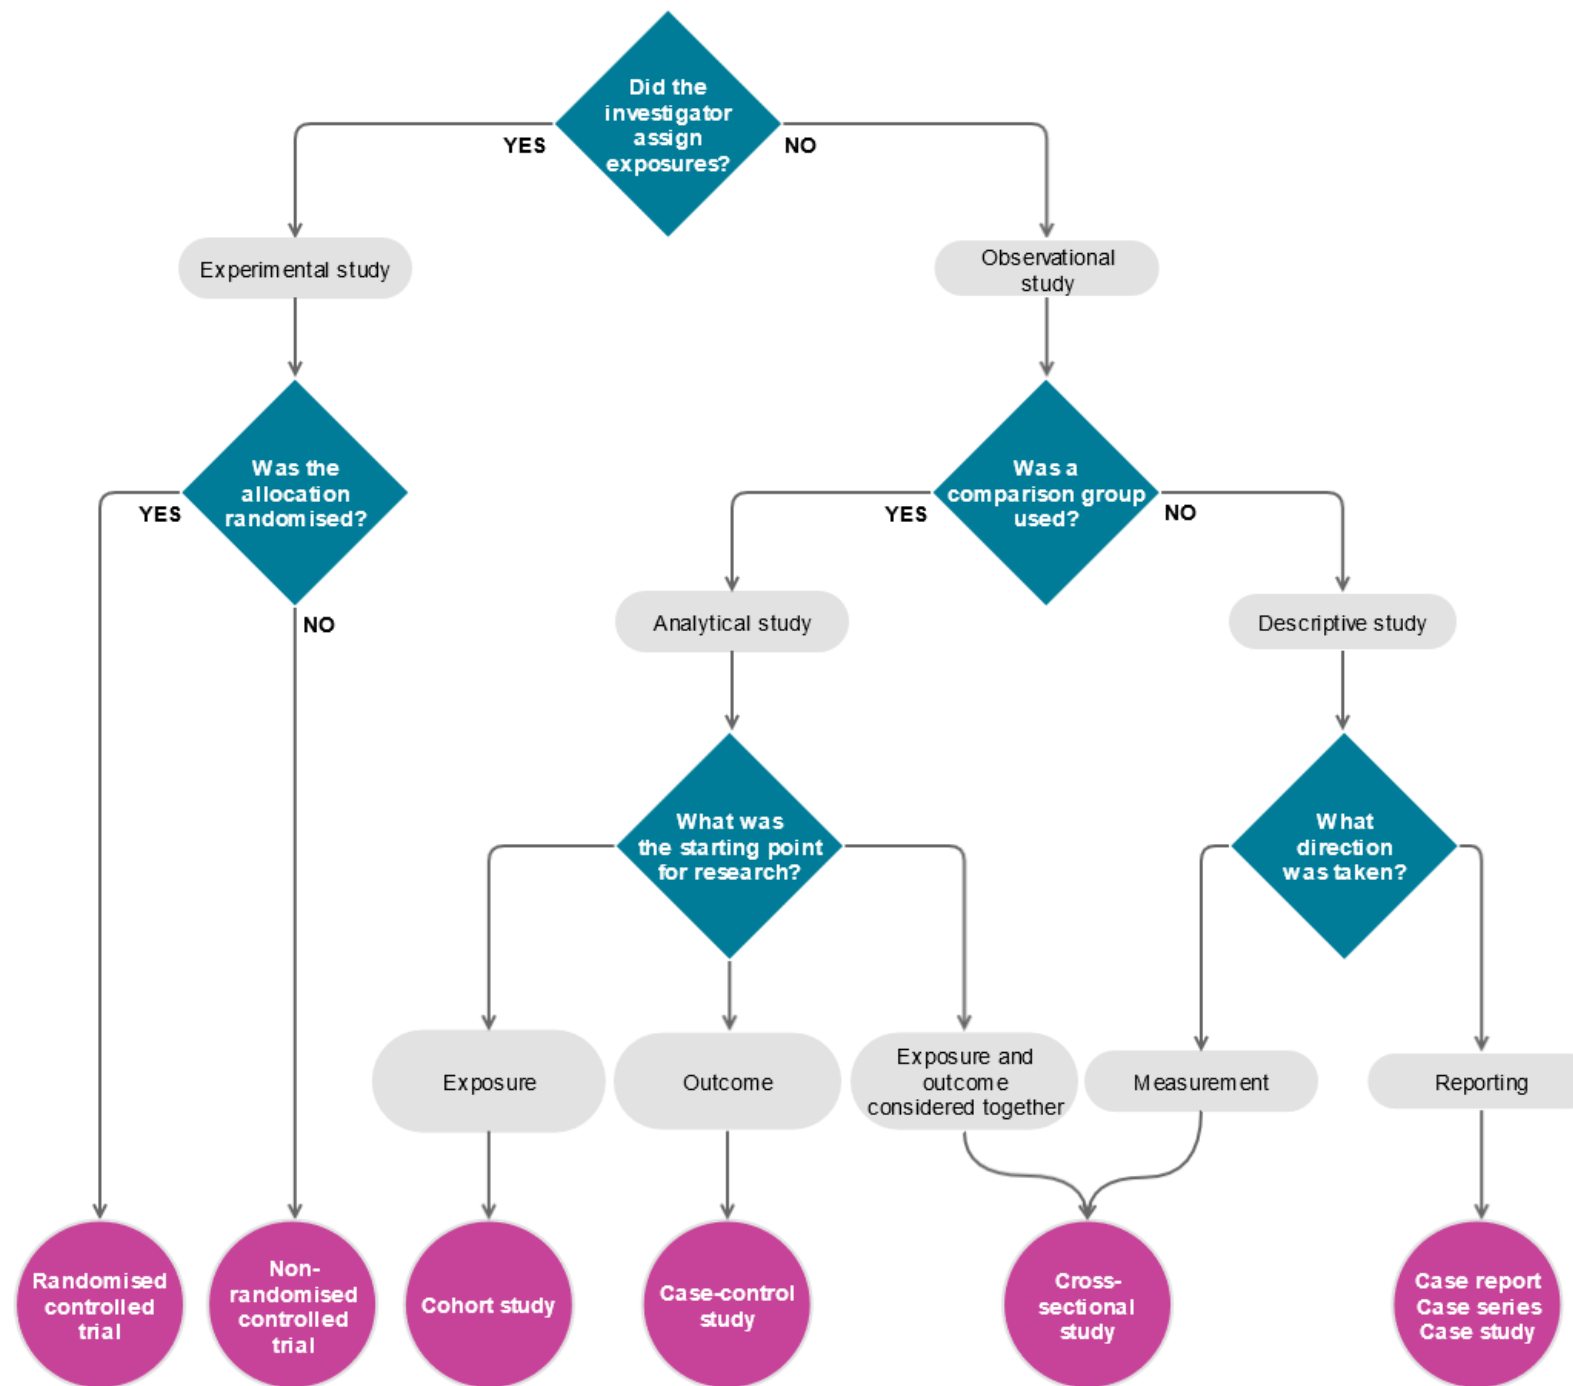 Did the
investigator
assign
exposures?
YES
NO
Experimental study
Observational
study
Was the
allocation
randomised?
YES
NO
Was a
comparison group
used?
YES
NO
Analytical study
Descriptive study
What was
the starting point
for research?
What
direction
was taken?
Exposure
Outcome
Exposure and
outcome
considered together
Measurement
Reporting
Randomised
controlled
trial
Non-
randomised
controlled
trial
Cohort study
Case-control
study
Cross-
sectional
study
Case report
Case series
Case study